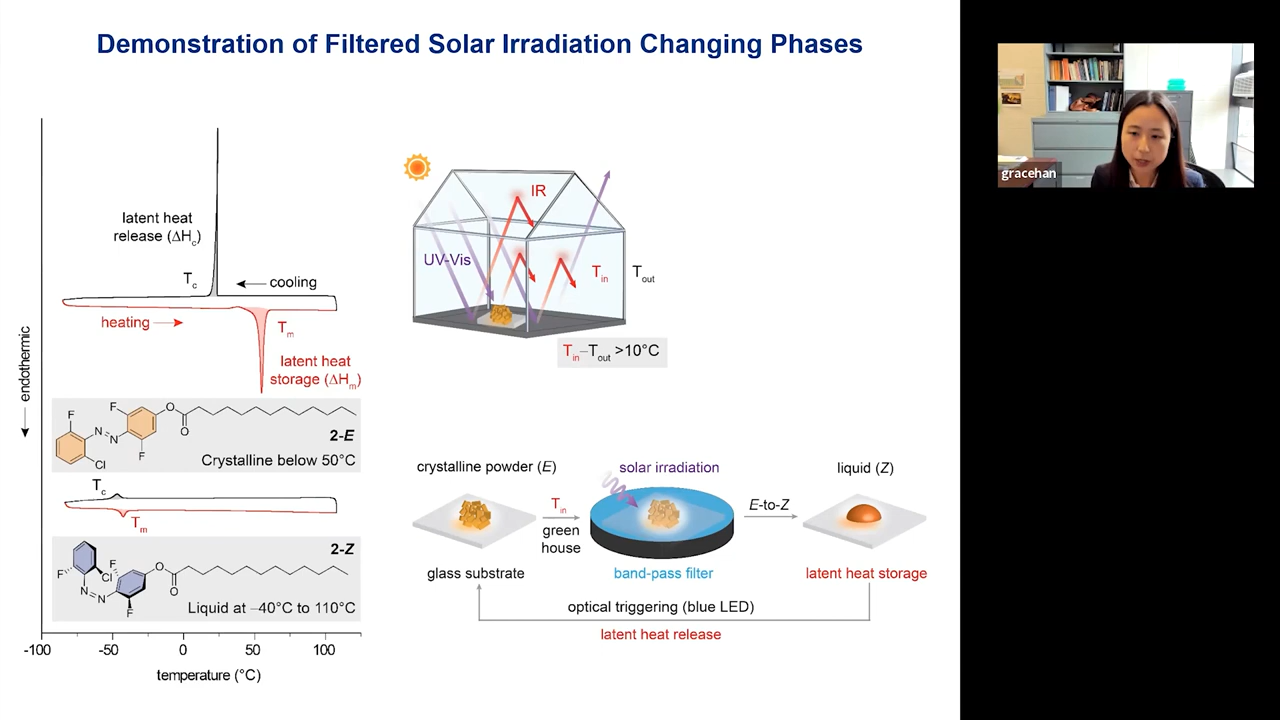 Demonstration of Filtered Solar Irradiation Changing Phases
gracehan
latent heat
release (ΔHc)
Tc
cooling
heating
Tm
latent heat
storage (ΔHm)
endothermic
F
F
O
O
N
N
F
Cl
2-E
Crystalline below 50°C
Tc
Tm
2-Z
F
Cl
F
O
O
N
N
F
Liquid at –40°C to 110°C
-100
-50
0
50
100
temperature (°C)
IR
UV-Vis
Tin
Tout
Tin–Tout >10°C
crystalline powder (E)
solar irradiation
liquid (Z)
Tin
green
house
E-to-Z
glass substrate
band-pass filter
latent heat storage
optical triggering (blue LED)
latent heat release